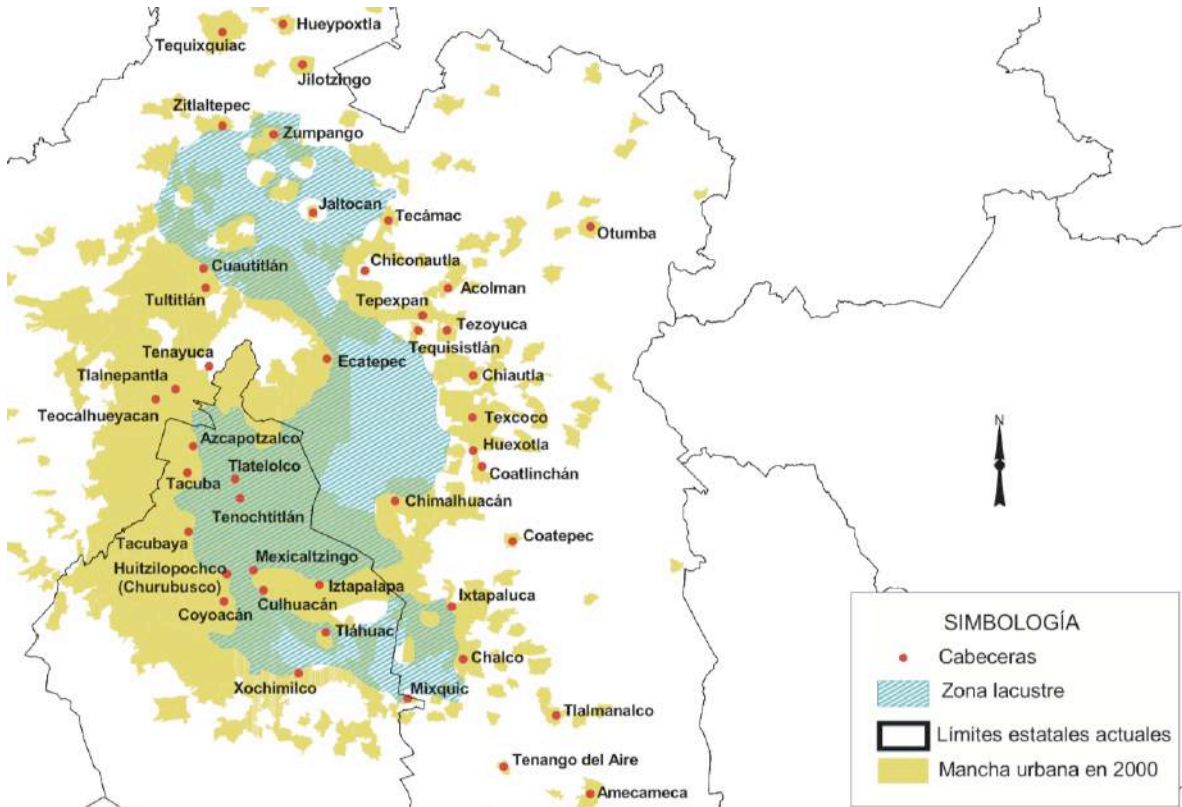 Hueypoxtla
Tequixquiac
Jilotzingo
Zitlaltepec
Zumpango
Jaltocan
Tecámac
Otumba
Cuautitlán
Chiconautla
Tultitlán
Acolman
Tepexpan
Tezoyuca
Tequisistlán
Tenayuca
Ecatepec
Tlalnepantla
Chiautla
Teocalhueyacan
Texcoco
Azcapotzalco
Huexotla
Tlatelolco
Coatlinchán
Tacuba
Chimalhuacán
Tenochtitlán
Tacubaya
Coatepec
Mexicaltzingo
Huitzilopochco
(Churubusco)
Iztapalapa
Culhuacán
Coyoacán
Ixtapaluca
Tláhuac
Chalco
Xochimilco
Mixquic
Tlalmanalco
Tenango del Aire
Amecameca
N
SIMBOLOGÍA
Cabeceras
Zona lacustre
Límites estatales actuales
Mancha urbana en 2000